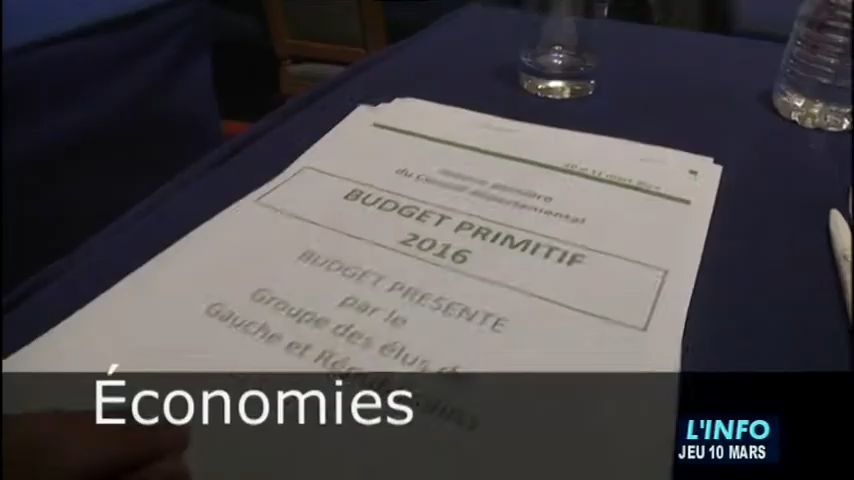 du Conseil départemental
BUDGET PRIMITIF
2016
BUDGET PRESENTE
par le
Groupe des élus de
Gauche et Républicains
Économies
L'INFO
JEU 10 MARS